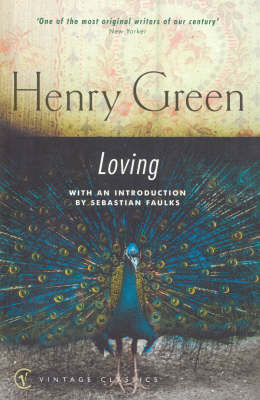 'One of the most original writers of our century'
New Yorker
Henry Green
Loving
WITH AN INTRODUCTION
BY SEBASTIAN FAULKS
V
VINTAGE CLASSICS